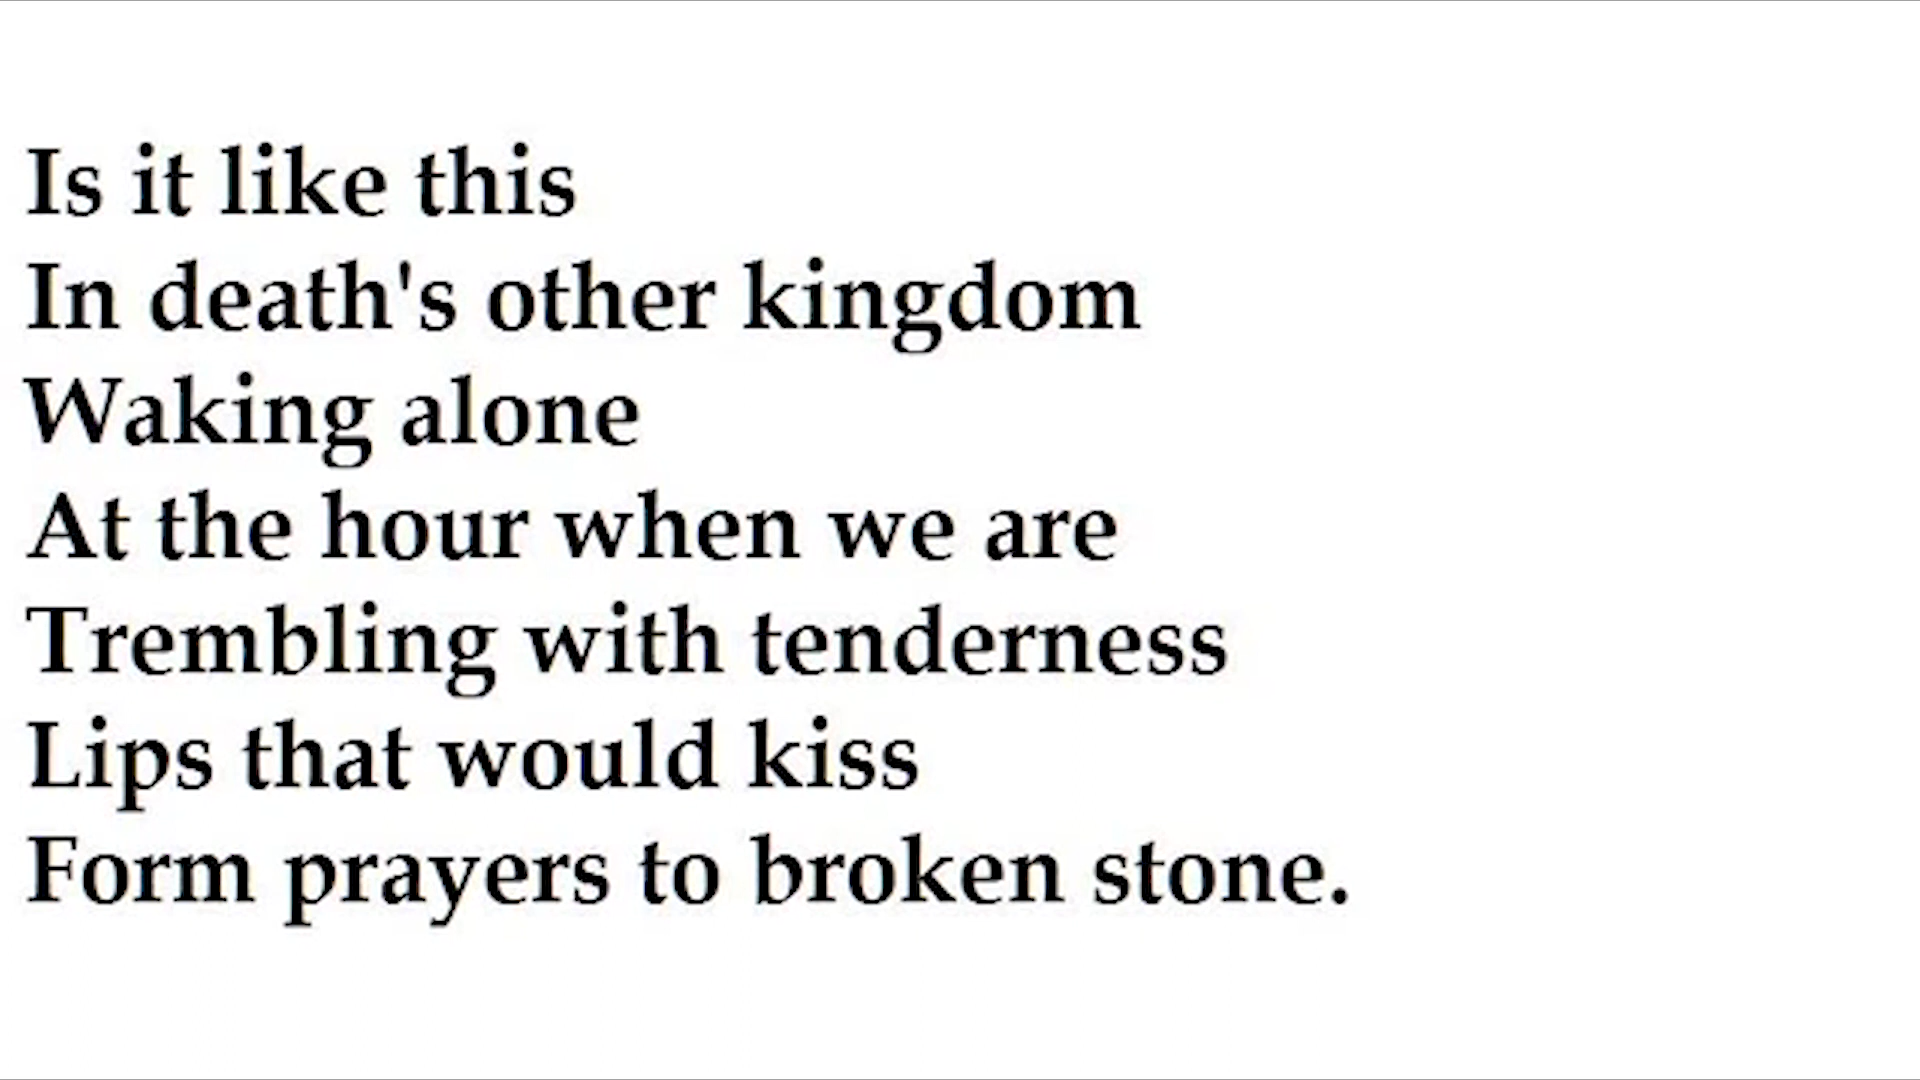 Is it like this
In death's other kingdom
Waking alone
At the hour when we are
Trembling with tenderness
Lips that would kiss
Form prayers to broken stone.